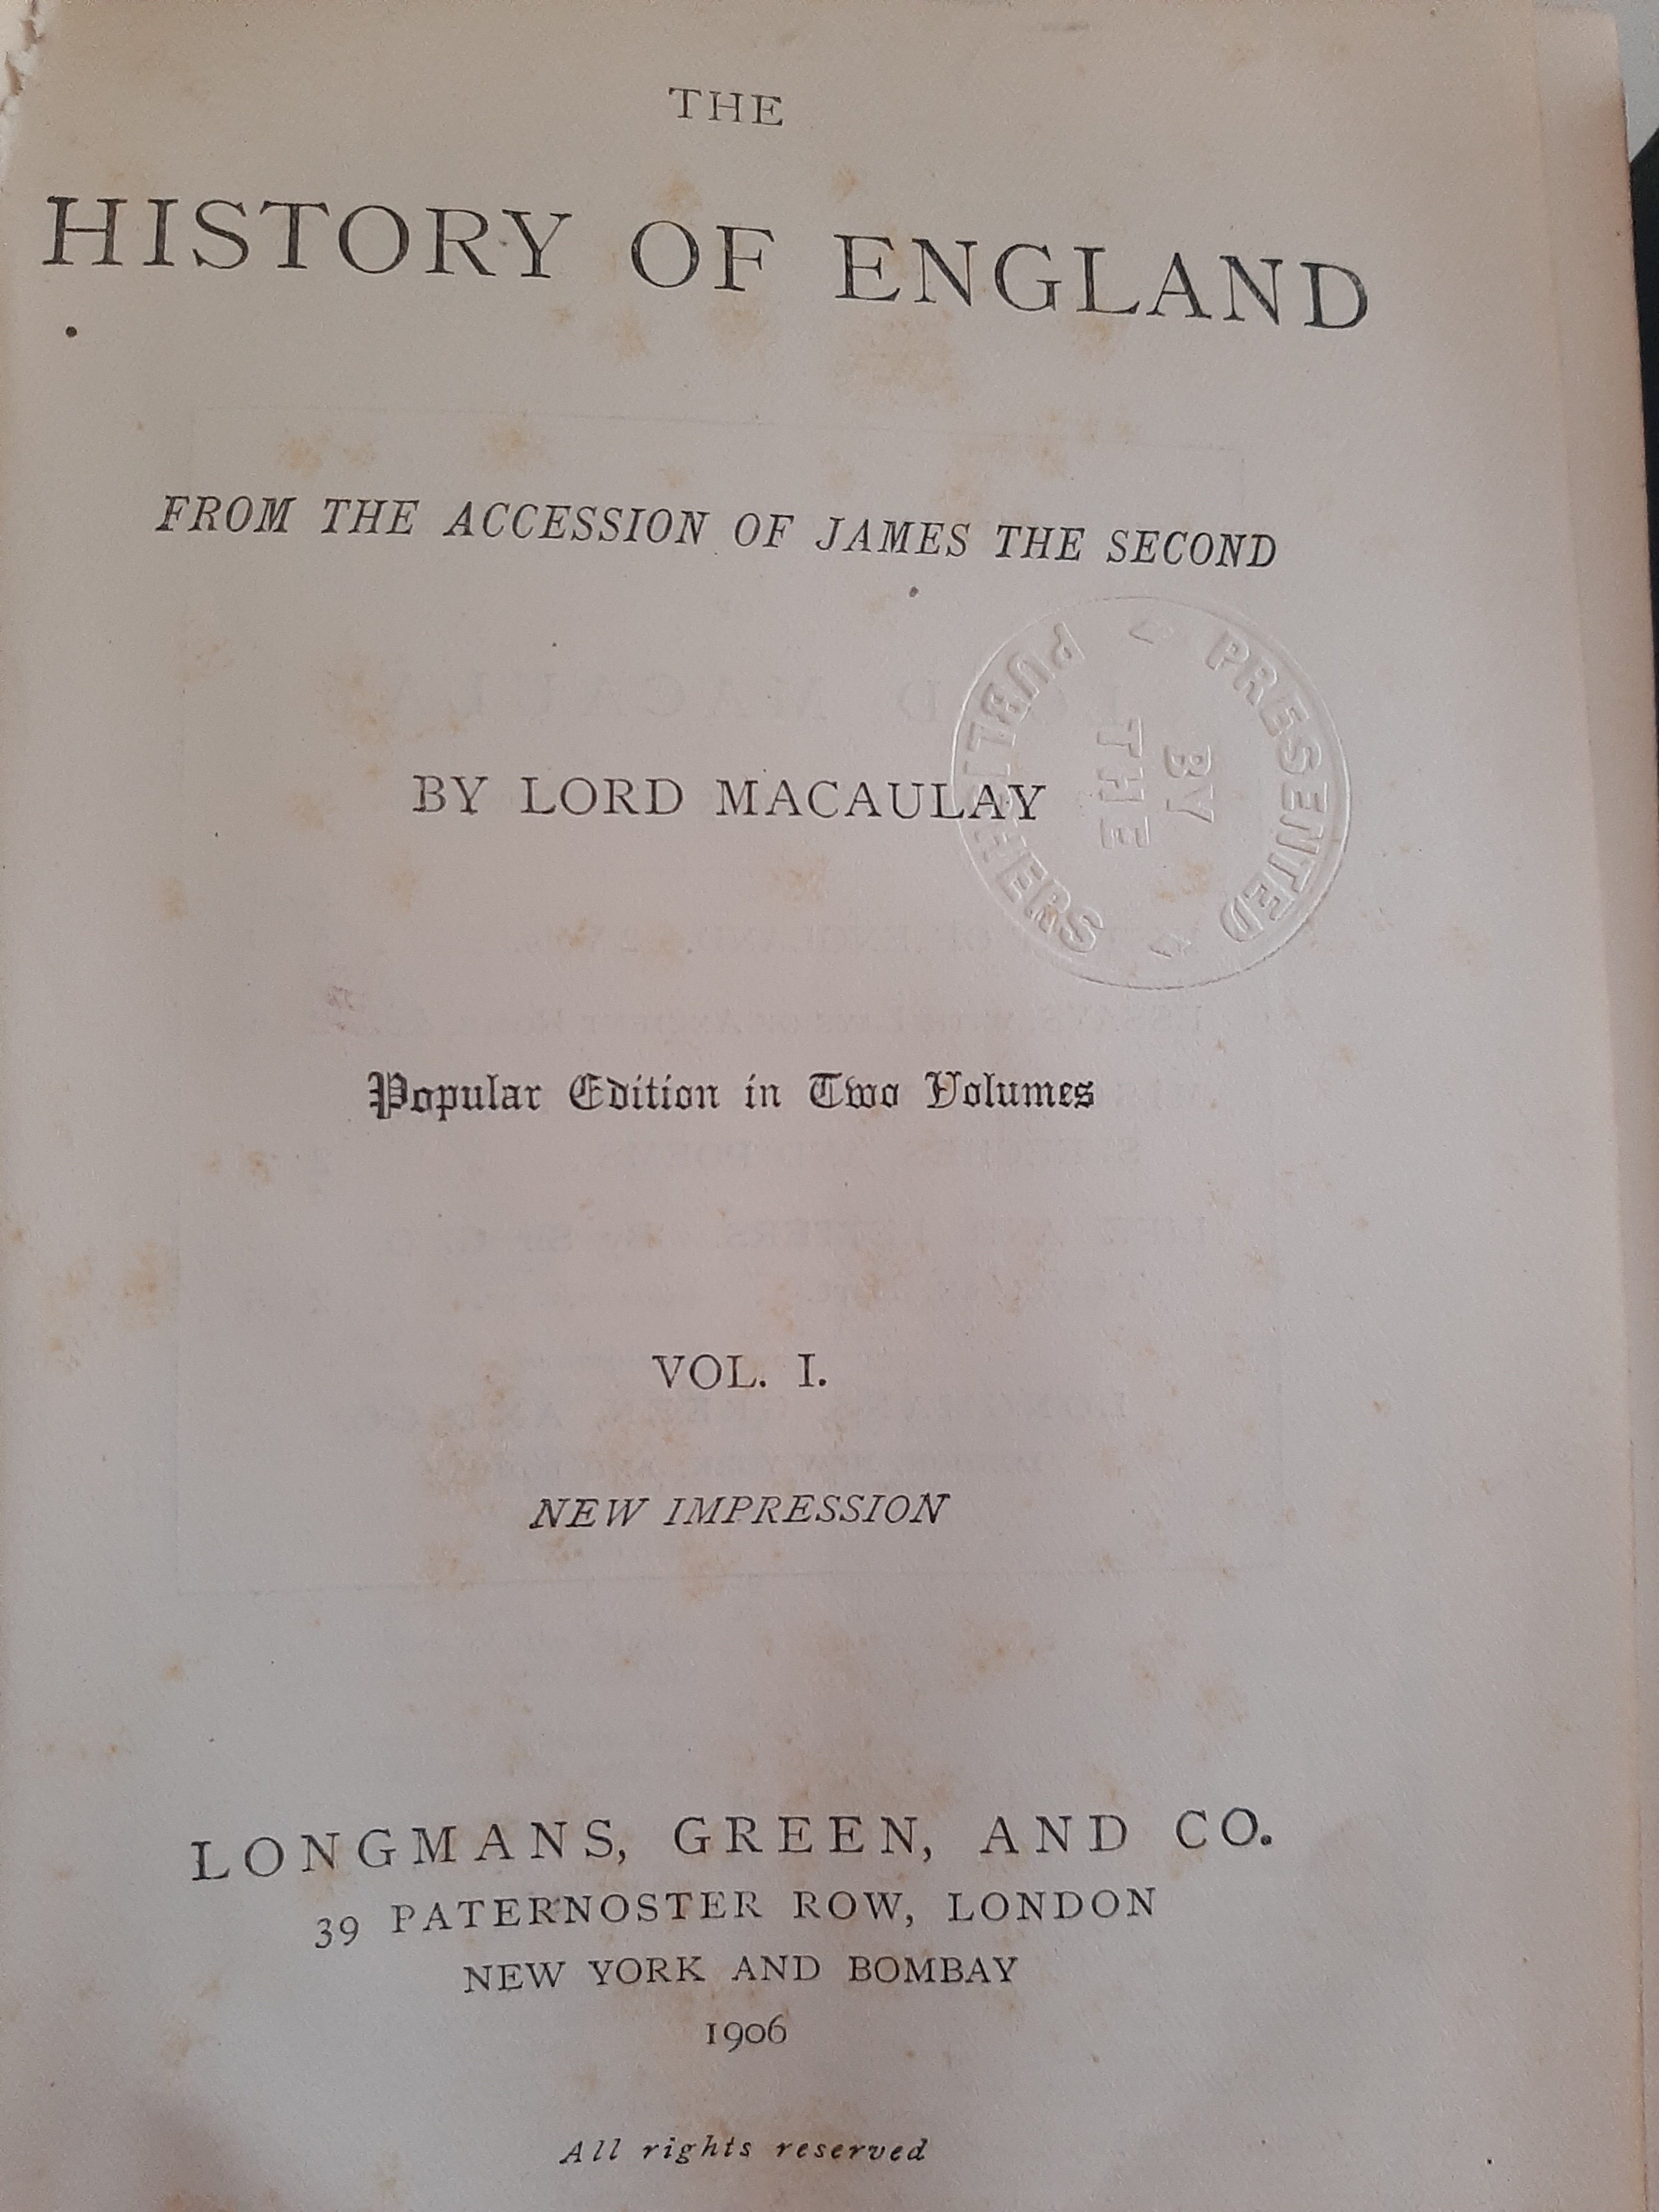 THE
HISTORY OF ENGLAND
FROM THE ACCESSION OF JAMES THE SECOND
BY LORD MACAULAY
PRESENTED
BY
THE
PUBLISHERS
Popular Edition in Two Volumes
VOL. I.
NEW IMPRESSION
LONGMANS, GREEN, AND CO.
39 PATERNOSTER ROW, LONDON
NEW YORK AND BOMBAY
1906
All rights reserved